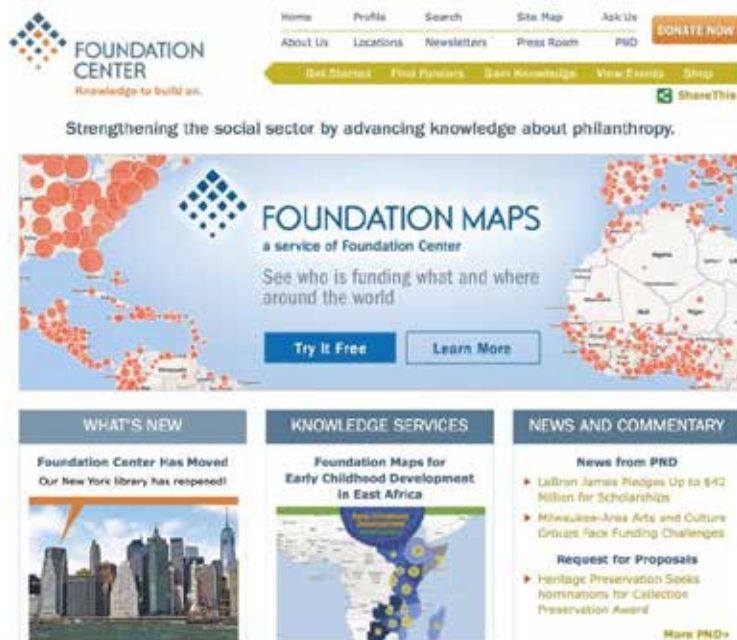 Home Profile Search Site Map Ask Us
About Us Locations Newsletters Press Room PND
DONATE NOW
FOUNDATION
CENTER
Knowledge to build on.
Get Started Find Funders Gain Knowledge View Events Shop
ShareThis
Strengthening the social sector by advancing knowledge about philanthropy.
FOUNDATION MAPS
a service of Foundation Center
See who is funding what and where
around the world
Try It Free Learn More
Algeria
Mali
Niger
WHAT'S NEW
Foundation Center Has Moved
Our New York library has reopened!
KNOWLEDGE SERVICES
Foundation Maps for
Early Childhood Development
in East Africa
Early Childhood
Development
NEWS AND COMMENTARY
News from PND
LeBron James Pledges Up to $42
Million for Scholarships
Milwaukee-Area Arts and Culture
Groups Face Funding Challenges
Request for Proposals
Heritage Preservation Seeks
Nominations for Collection
Preservation Award
More PND»